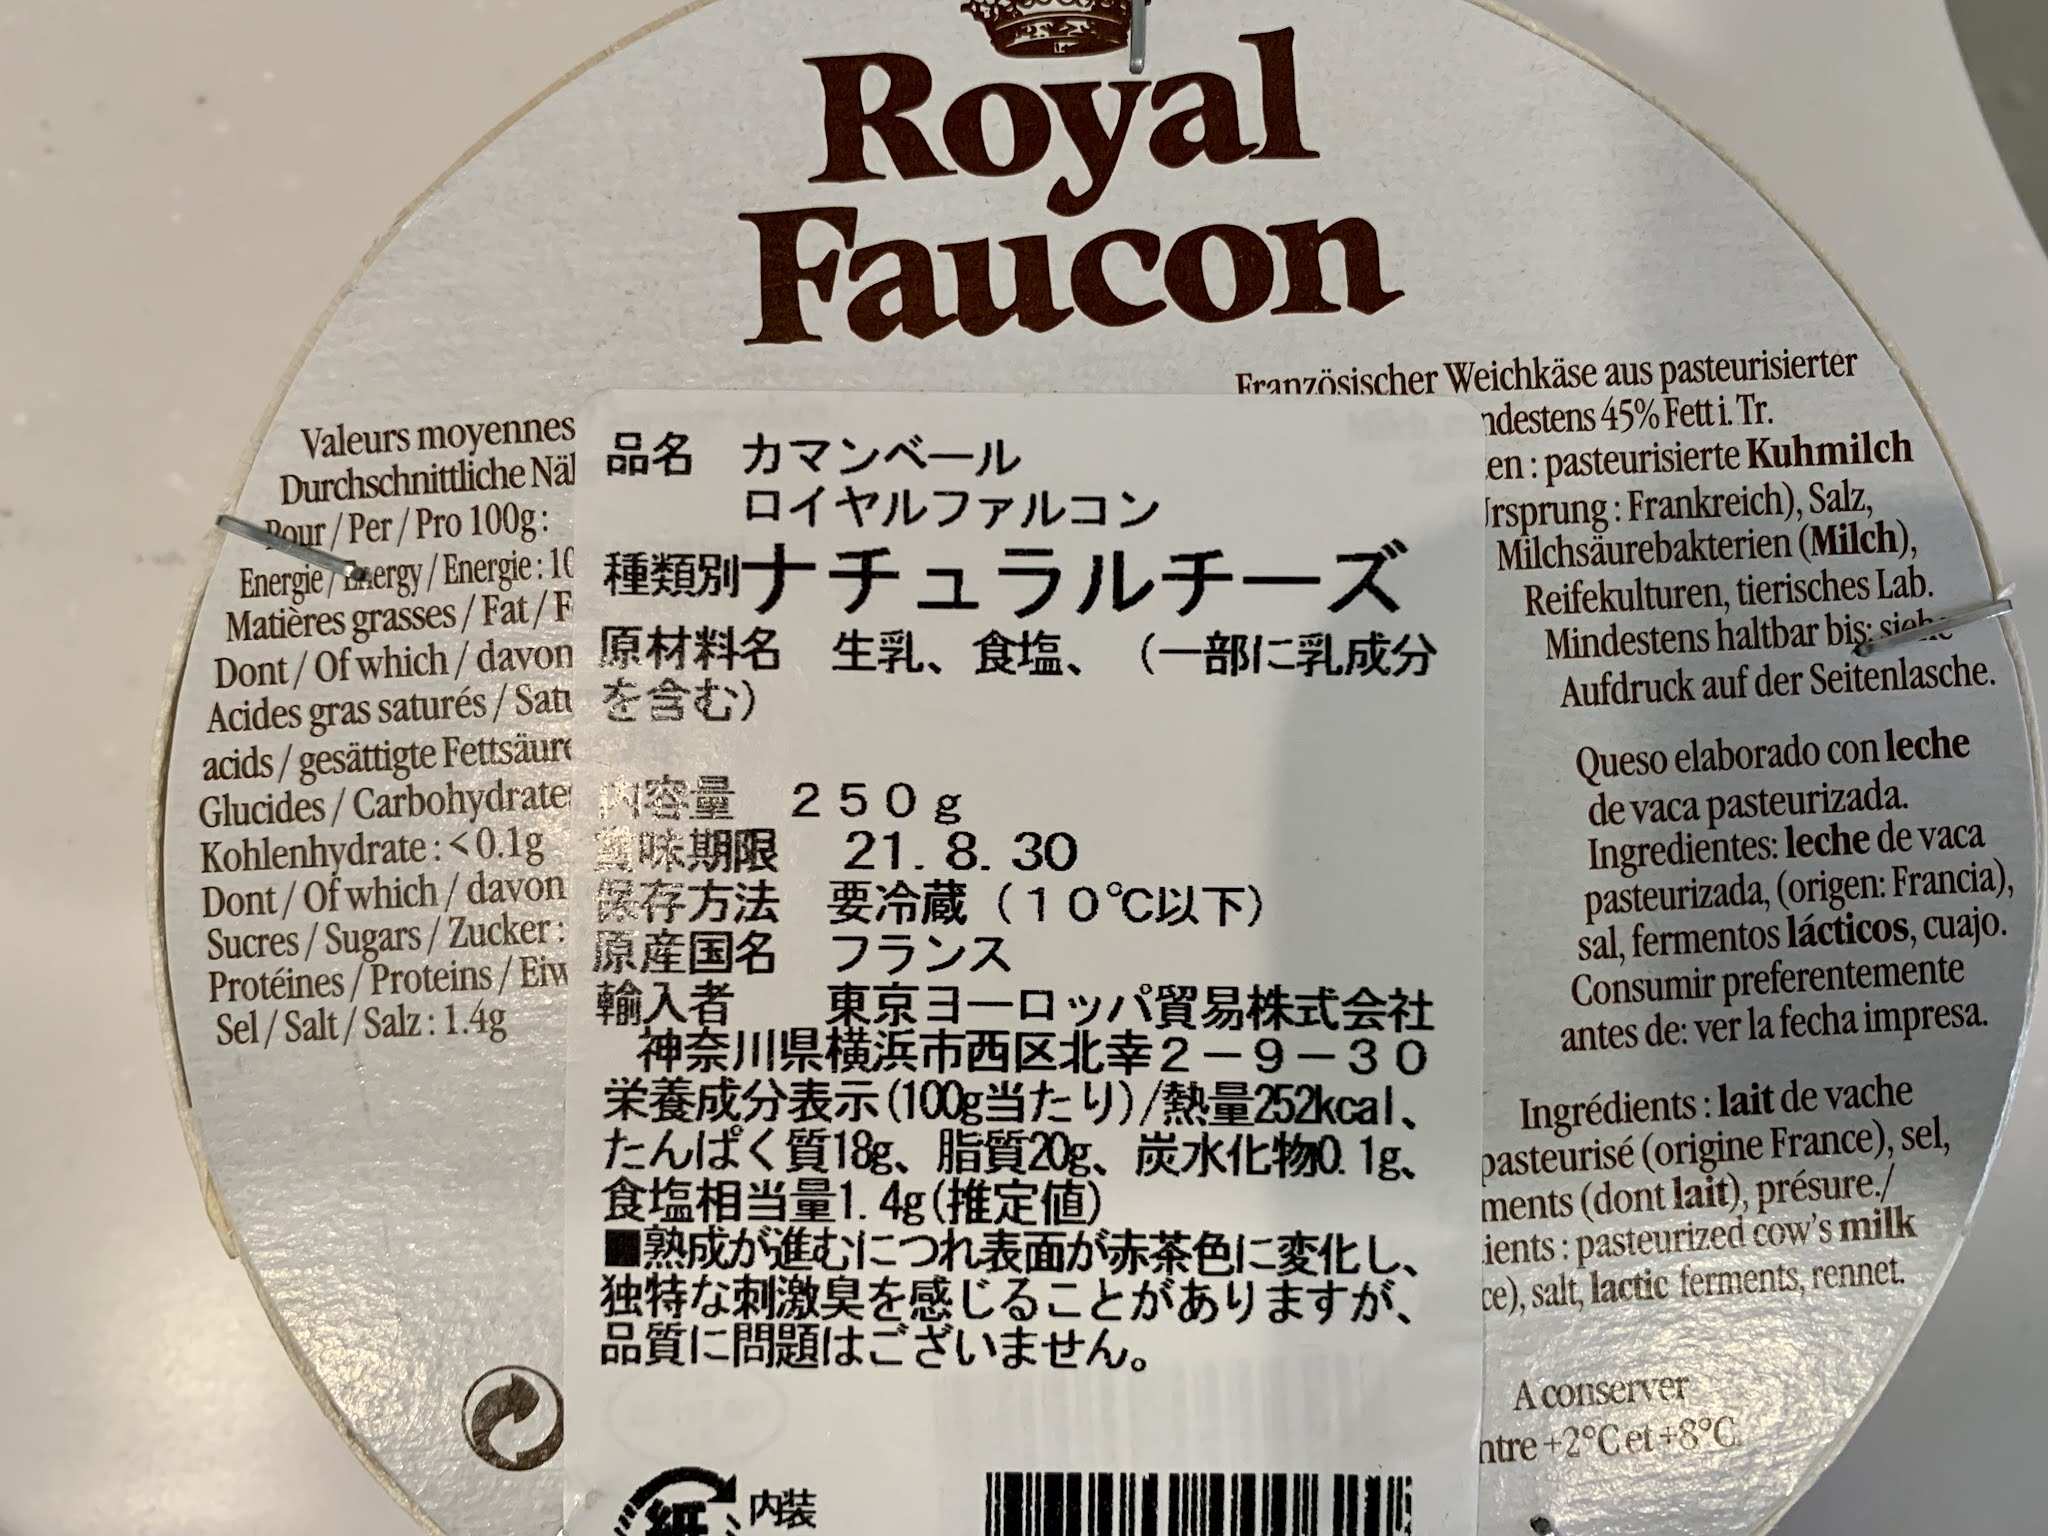 Royal
Faucon
Valeurs moyennes
Durchschnittliche
Pour / Per / Pro 100g :
Energie / Energy / Energie :
Matières grasses / Fat /
Dont / Of which / davon
Acides gras saturés /
acids / gesättigte
Glucides /
Kohlenhydrate : < 0.1g
Dont / Of which / davon
Sucres / Sugars / Zucker :
Protéines / Proteins /
Sel / Salt / Salz : 1.4g
品名 カマンベール
ロイヤルファルコン
種類別ナチュラルチーズ
原材料名 生乳、食塩、（一部に乳成分
を含む）
内容量 250g
賞味期限 21. 8. 30
保存方法 要冷蔵（10℃以下）
原産国名 フランス
輸入者 東京ヨーロッパ貿易株式会社
神奈川県横浜市西区北幸2－9－30
栄養成分表示(100g当たり)/熱量252kcal、
たんぱく質18g、脂質20g、炭水化物0.1g、
食塩相当量1.4g(推定値)
■熟成が進むにつれ表面が赤茶色に変化し、
独特な刺激臭を感じることがありますが、
品質に問題はございません。
紙
内装
Französischer Weichkäse aus pasteurisierter
45% Fett i. Tr.
: pasteurisierte Kuhmilch
: Frankreich), Salz,
Milchsäurebakterien (Milch),
Reifekulturen, tierisches Lab.
Mindestens haltbar bis: siehe
Aufdruck auf der Seitenlasche.
Queso elaborado con leche
de vaca pasteurizada.
Ingredientes: leche de vaca
pasteurizada, (origen: Francia),
sal, fermentos lácticos, cuajo.
Consumir preferentemente
antes de: ver la fecha impresa.
Ingrédients : lait de vache
pasteurisé (origine France), sel,
(dont lait), présure./
: pasteurized cow's milk
salt, lactic ferments, rennet.
A conserver
+2°C et +8°C.